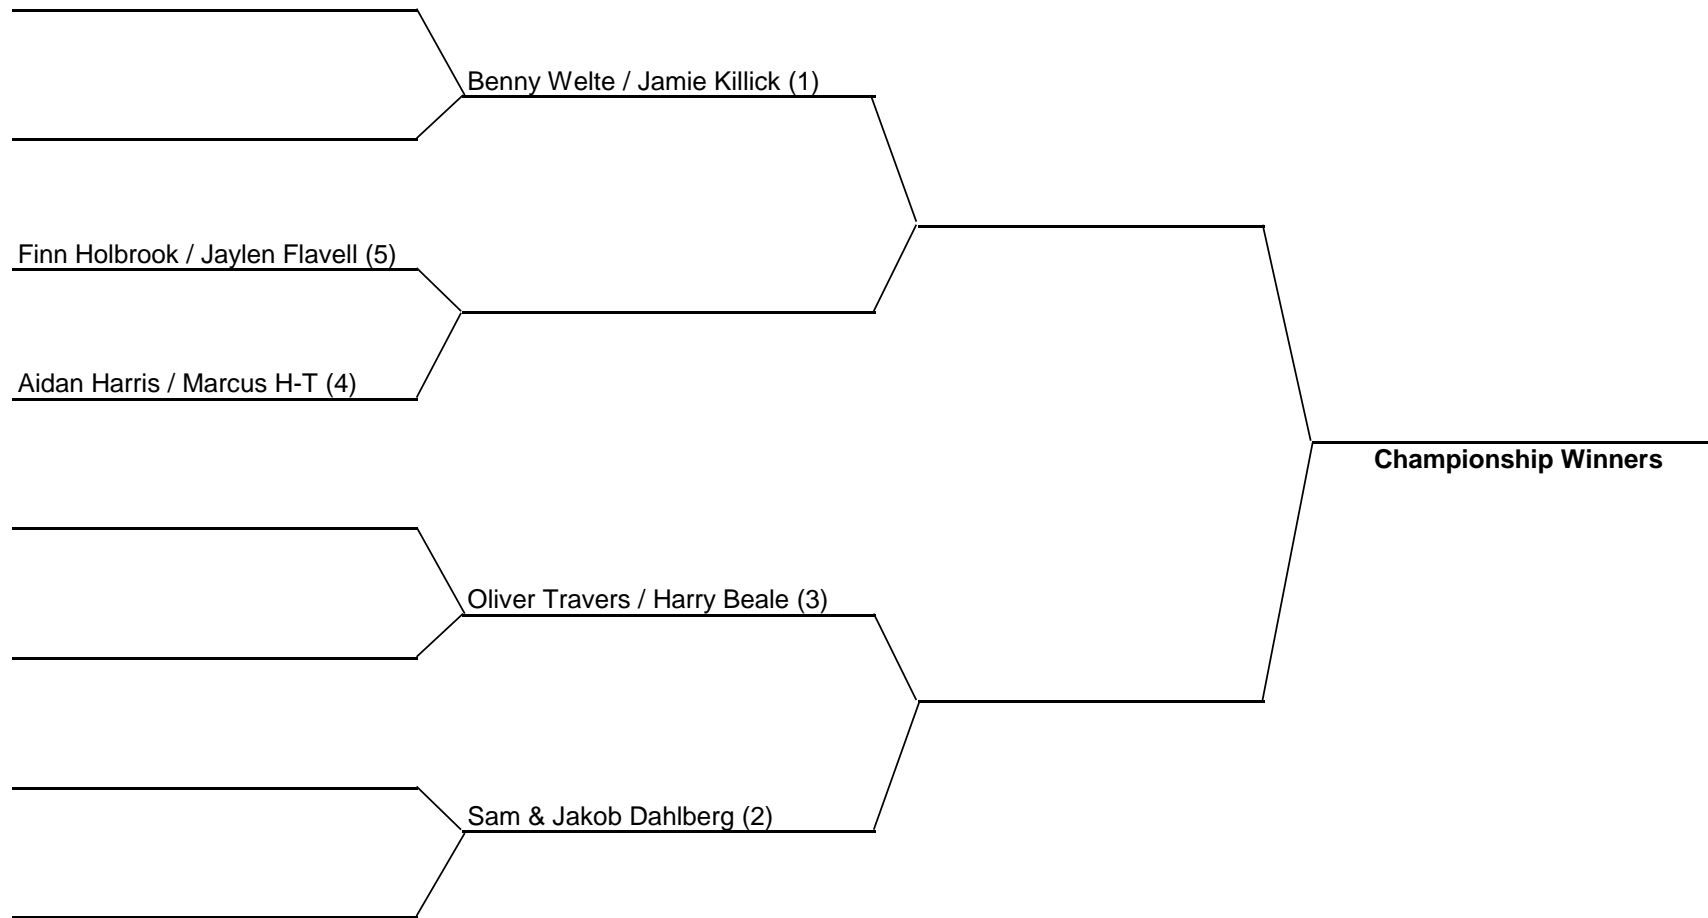 Benny Welte / Jamie Killick (1)
Finn Holbrook / Jaylen Flavell (5)
Aidan Harris / Marcus H-T (4)
Championship Winners
Oliver Travers / Harry Beale (3)
Sam & Jakob Dahlberg (2)